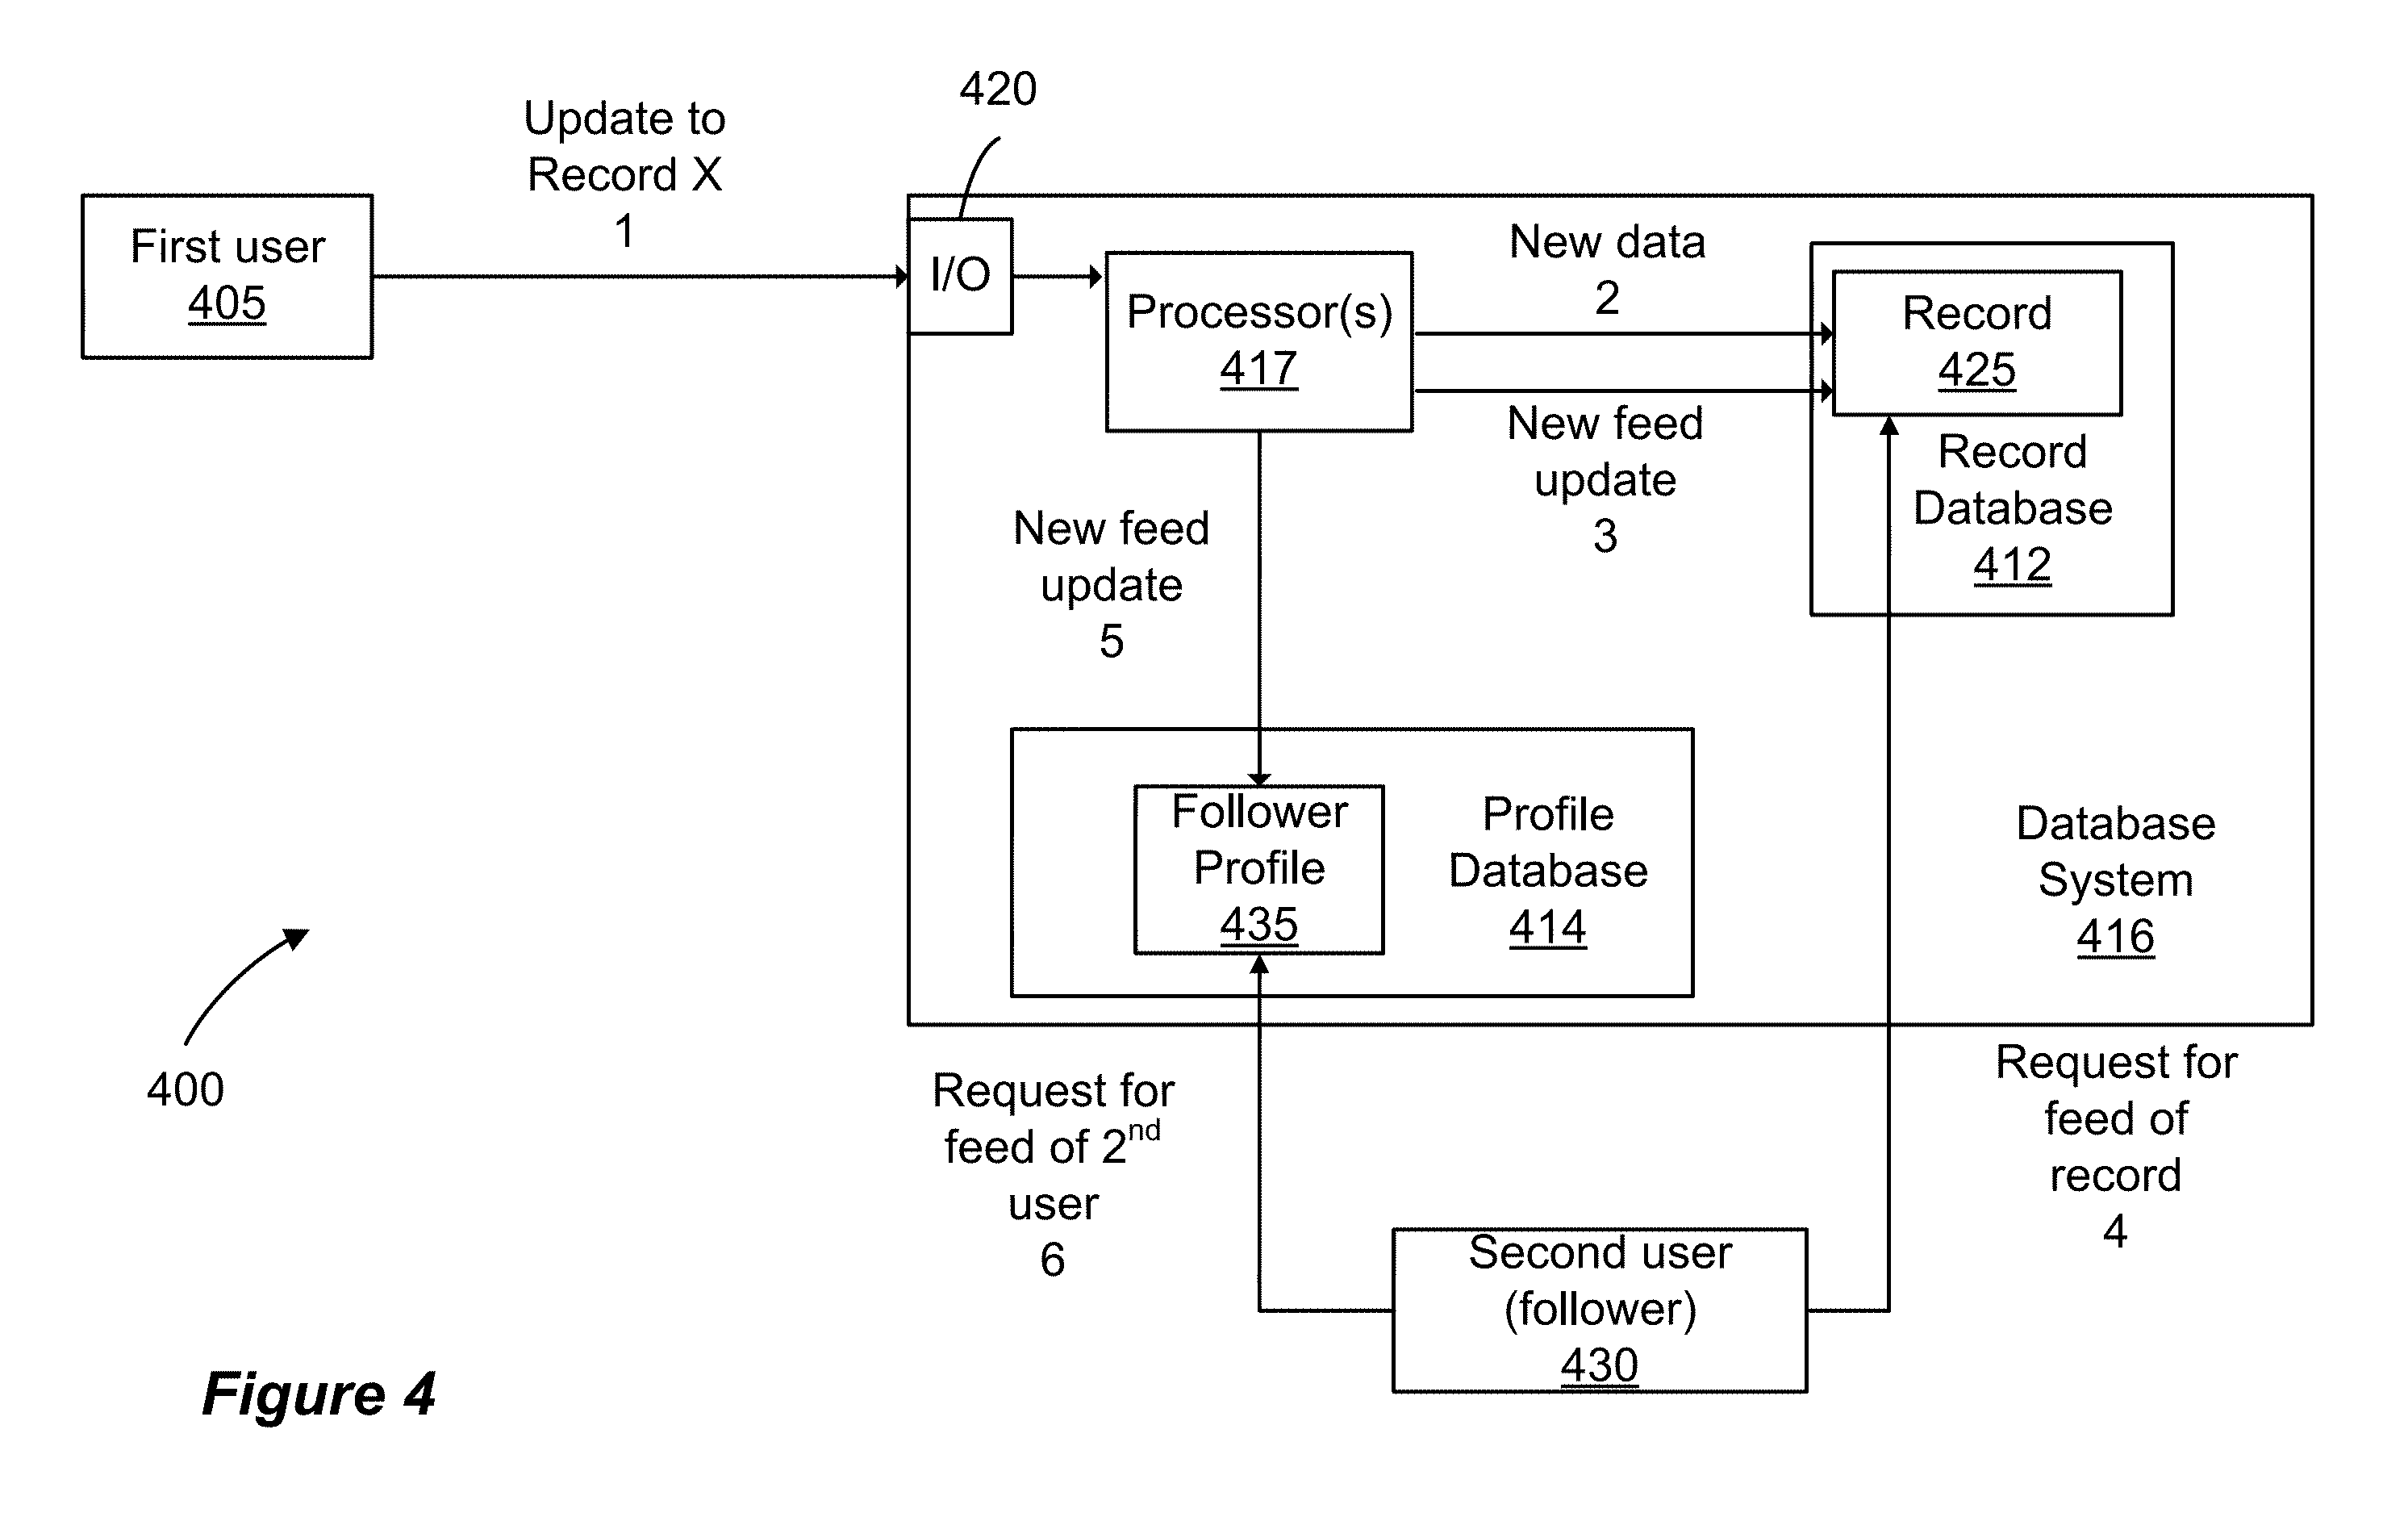 420
Update to
Record X
1
First user
405
I/O
Processor(s)
417
New data
2
Record
425
New feed
update
3
Record
Database
412
New feed
update
5
Follower
Profile
435
Profile
Database
414
Database
System
416
400
Request for
feed of 2nd
user
6
Request for
feed of
record
4
Second user
(follower)
430
Figure 4